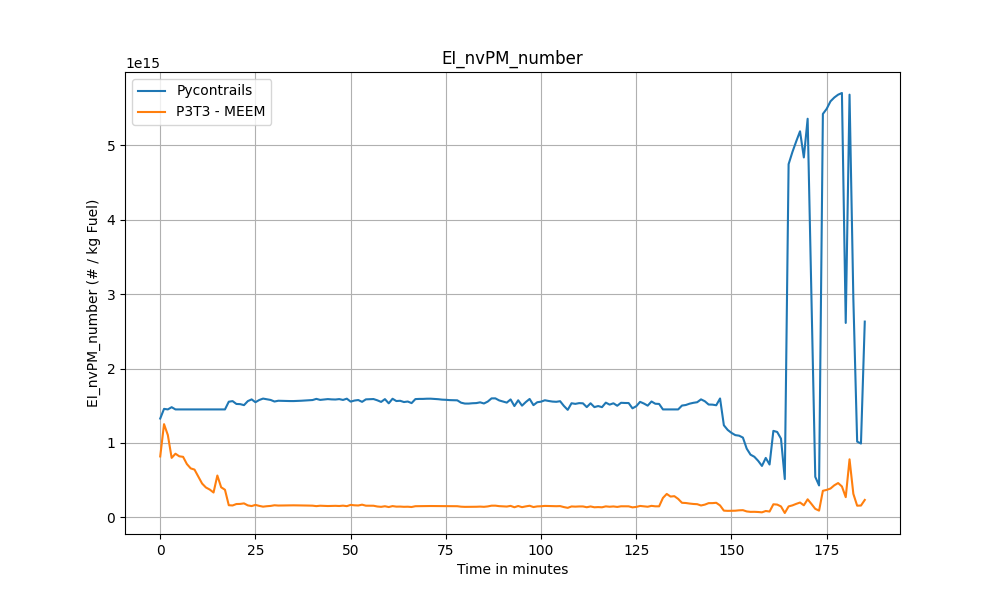 EI_nvPM_number
1e15
Pycontrails
P3T3 - MEEM
EI_nvPM_number (# / kg Fuel)
5
4
3
2
1
0
0 25 50 75 100 125 150 175
Time in minutes